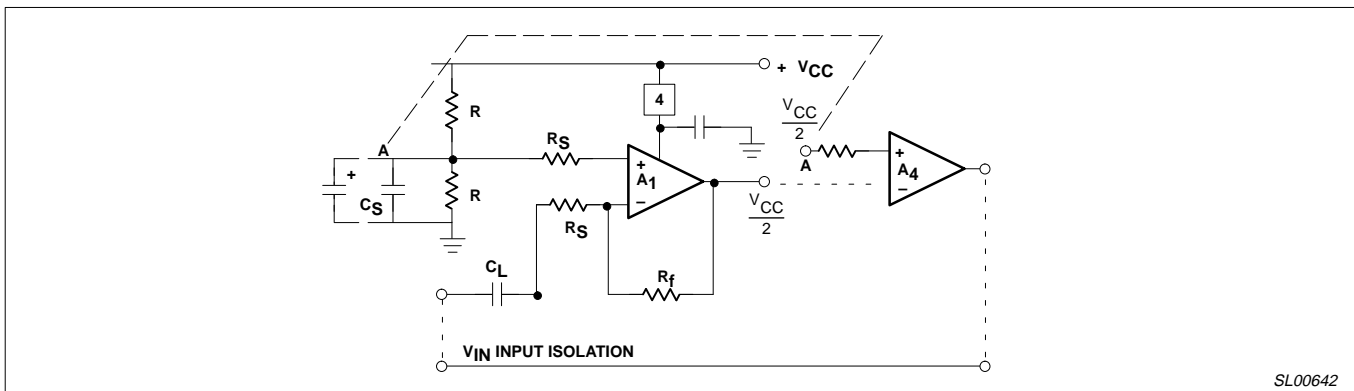 + VCC
4
R
VCC
2
A
RS
+
A1
−
+
A
+
A4
−
CS
R
RS
VCC
2
CL
Rf
VIN INPUT ISOLATION
SL00642